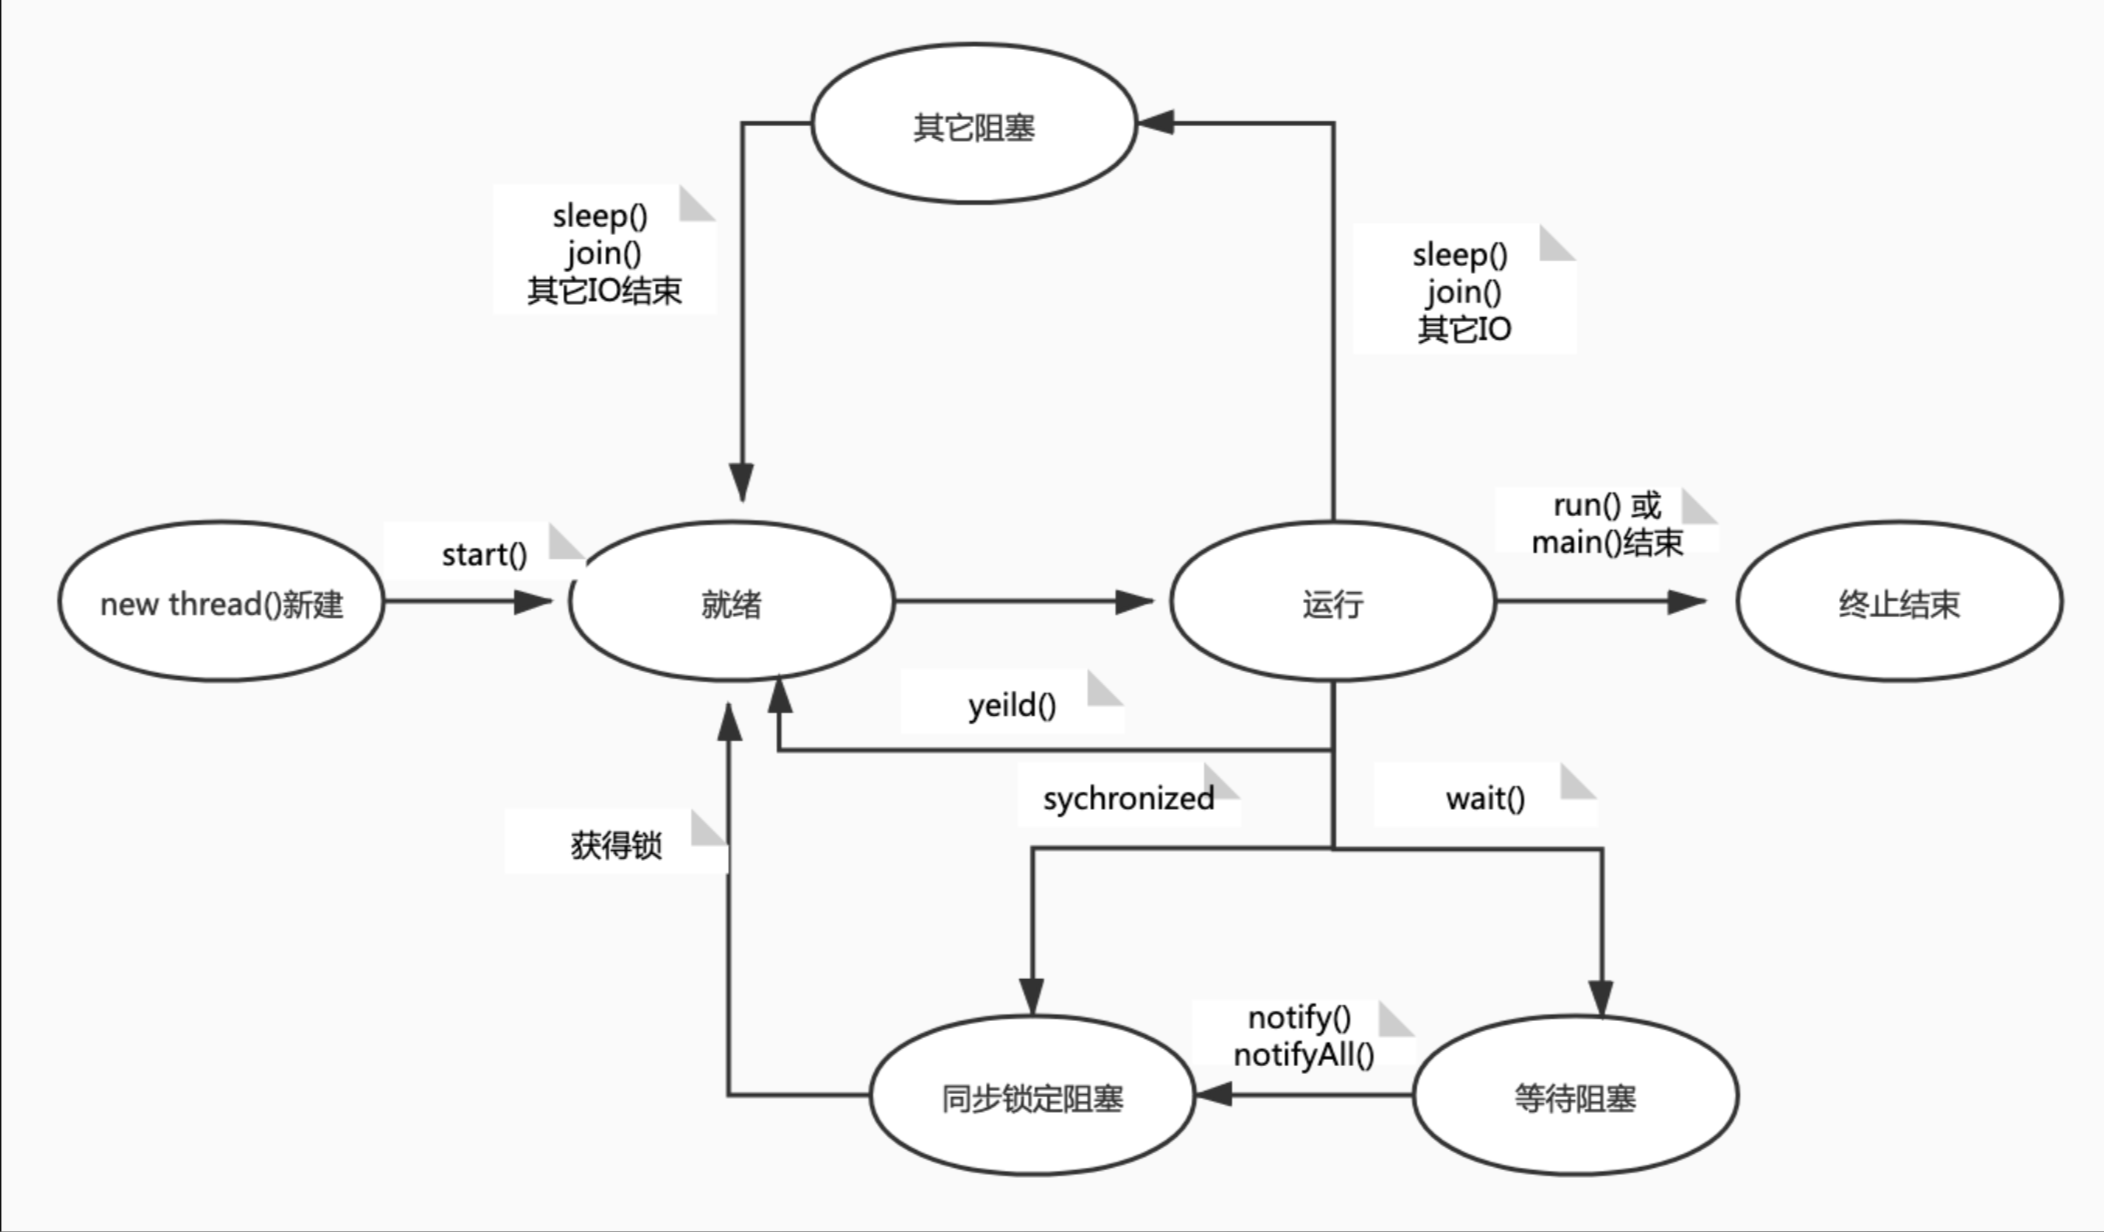 其它阻塞
sleep()
join()
其它IO结束
sleep()
join()
其它IO
new thread()新建
start()
就绪
运行
run() 或
main()结束
终止结束
yeild()
sychronized
wait()
获得锁
notify()
notifyAll()
同步锁定阻塞
等待阻塞